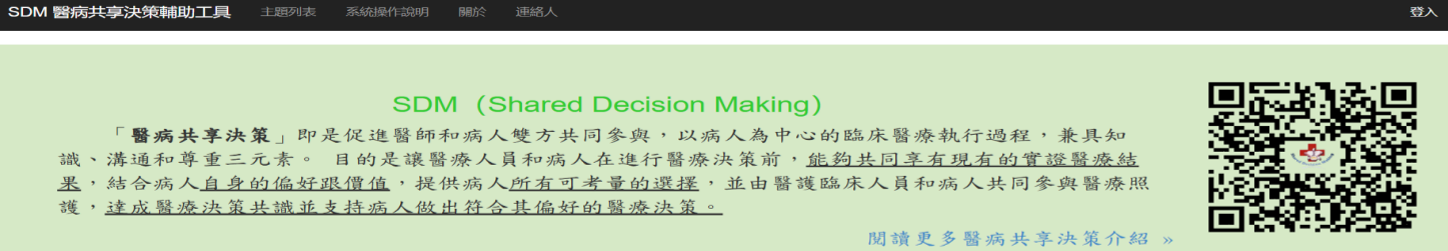 SDM 醫病共享決策輔助工具 主題列表 系統操作說明 關於 連絡人 登入
SDM（Shared Decision Making）
「醫病共享決策」即是促進醫師和病人雙方共同參與，以病人為中心的臨床醫療執行過程，兼具知
識、溝通和尊重三元素。 目的是讓醫療人員和病人在進行醫療決策前，能夠共同享有現有的實證醫療結
果，結合病人自身的偏好跟價值，提供病人所有可考量的選擇，並由醫護臨床人員和病人共同參與醫療照
護，達成醫療決策共識並支持病人做出符合其偏好的醫療決策。
閱讀更多醫病共享決策介紹 »